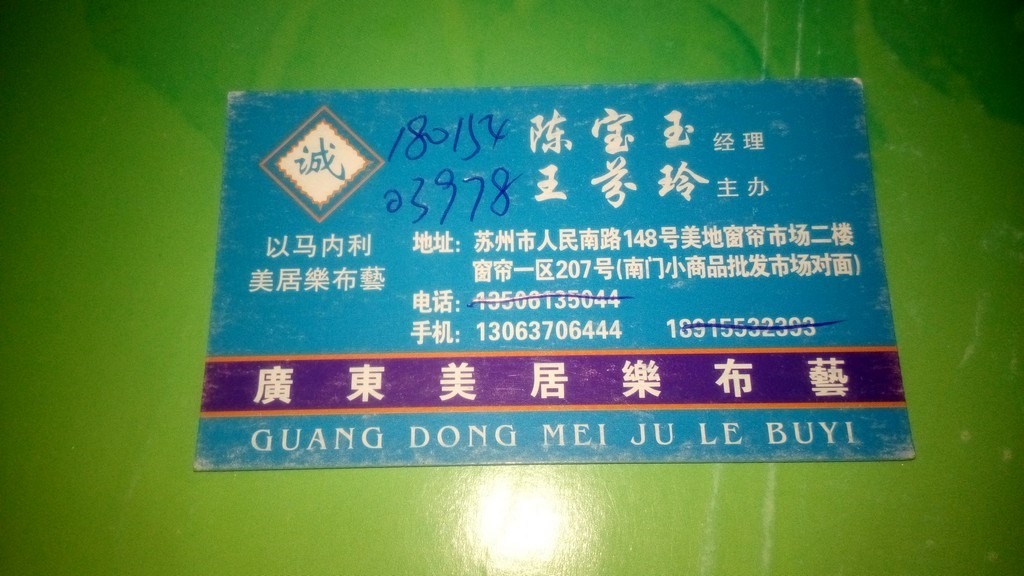 诚
180154
03978
陈宝玉 经理
王芬玲 主办
以马内利
美居樂布藝
地址：苏州市人民南路148号美地窗帘市场二楼
窗帘一区207号(南门小商品批发市场对面)
电话：13506135044
手机：13063706444 18915532393
廣東美居樂布藝
GUANG DONG MEI JU LE BUYI